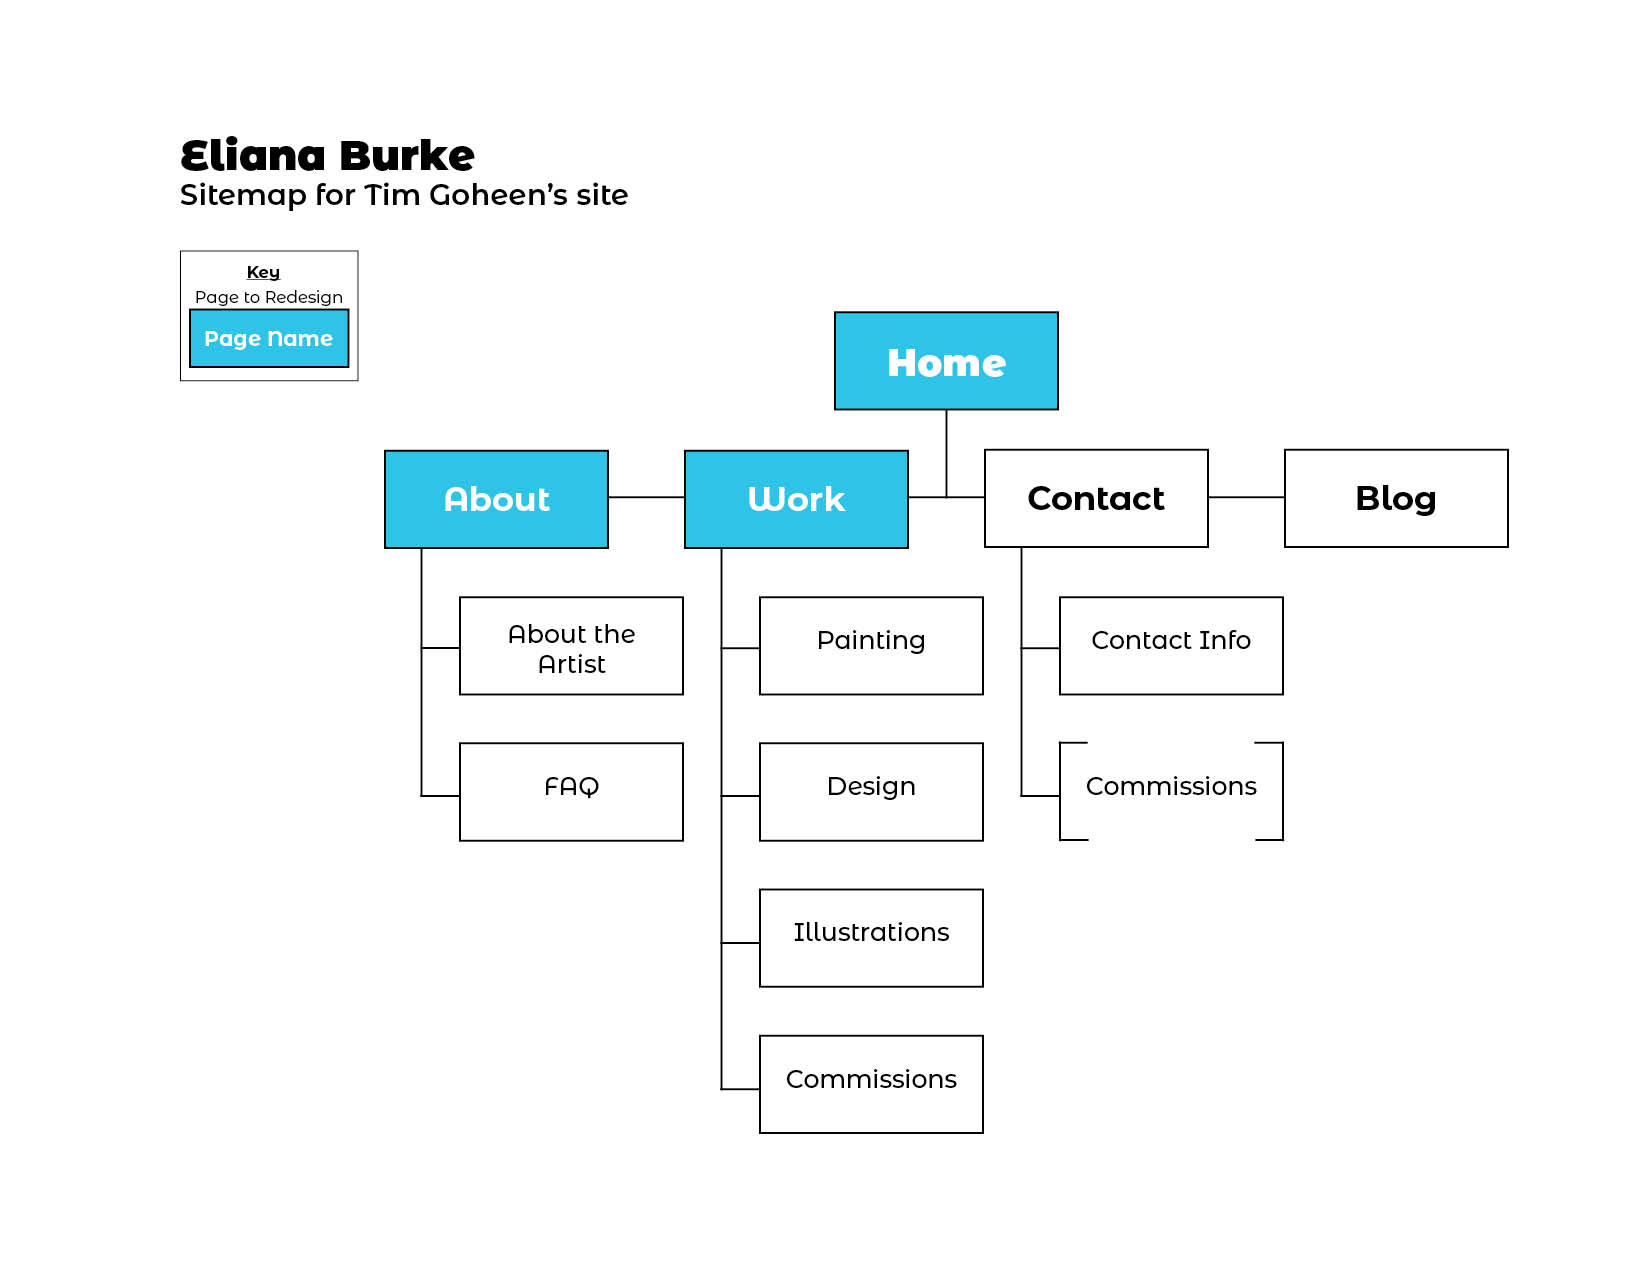 Eliana Burke
Sitemap for Tim Goheen’s site
Key
Page to Redesign
Page Name
Home
About
Work
Contact
Blog
About the
Artist
Painting
Contact Info
FAQ
Design
Commissions
Illustrations
Commissions